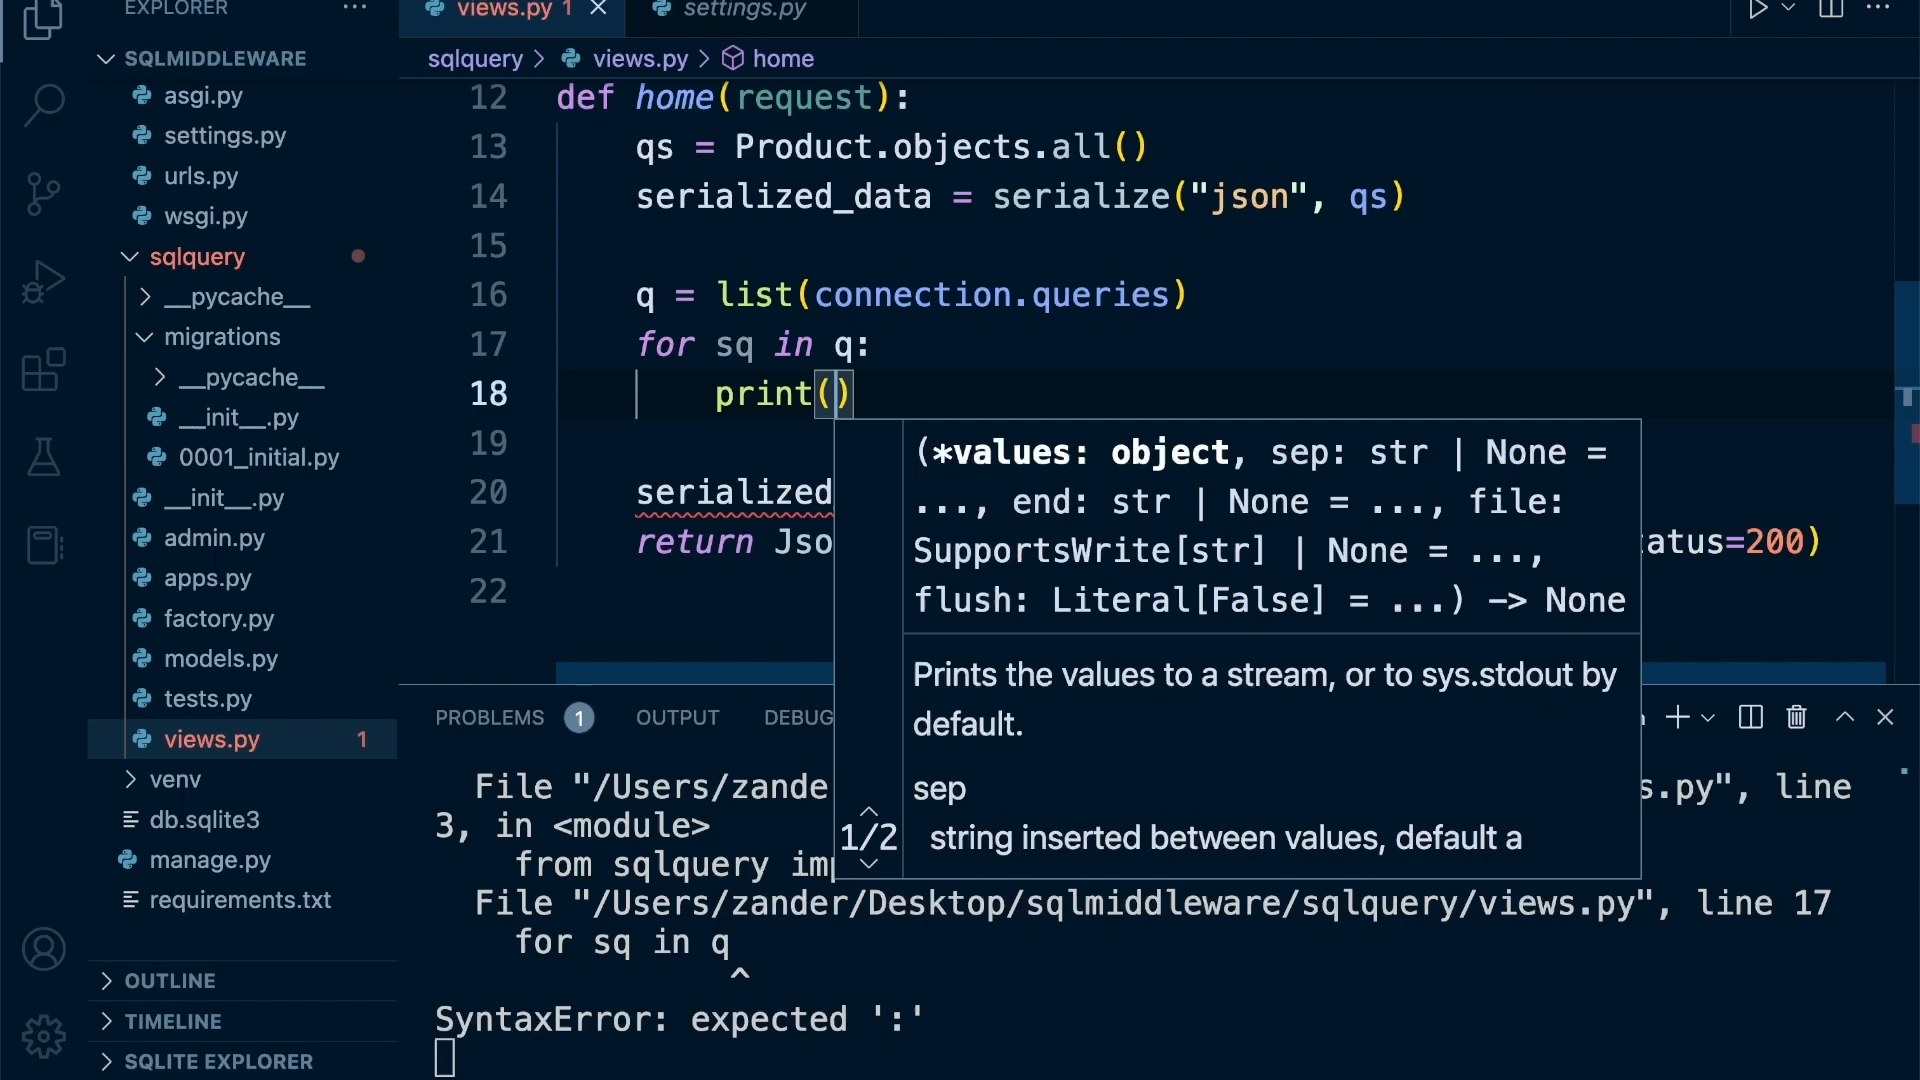 EXPLORER ...
views.py 1
settings.py
SQLMIDDLEWARE
asgi.py
settings.py
urls.py
wsgi.py
sqlquery
__pycache__
migrations
__pycache__
__init__.py
0001_initial.py
__init__.py
admin.py
apps.py
factory.py
models.py
tests.py
views.py 1
venv
db.sqlite3
manage.py
requirements.txt
OUTLINE
TIMELINE
SQLITE EXPLORER
sqlquery > views.py > home
12 def home(request):
13 qs = Product.objects.all()
14 serialized_data = serialize("json", qs)
15
16 q = list(connection.queries)
17 for sq in q:
18 print()
19
20 serialized
21 return Jso tatus=200)
22
(*values: object, sep: str | None =
..., end: str | None = ..., file:
SupportsWrite[str] | None = ...,
flush: Literal[False] = ...) -> None
Prints the values to a stream, or to sys.stdout by
default.
sep
string inserted between values, default a
1/2
PROBLEMS 1 OUTPUT DEBUG
File "/Users/zande s.py", line
3, in <module>
from sqlquery imp
File "/Users/zander/Desktop/sqlmiddleware/sqlquery/views.py", line 17
for sq in q
^
SyntaxError: expected ':'